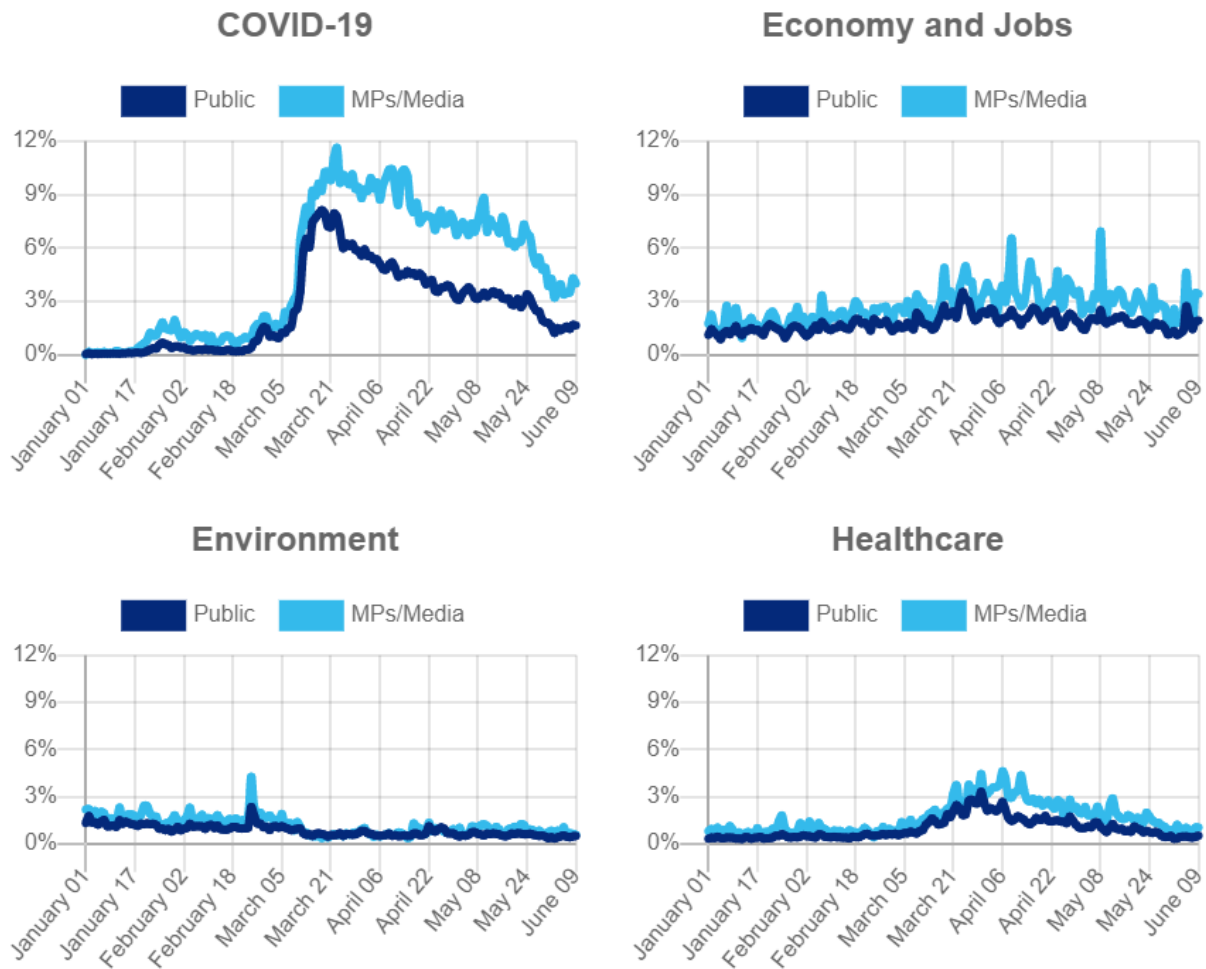 COVID-19
Economy and Jobs
Public MPs/Media
Public MPs/Media
12%
9%
6%
3%
0%
January 01
January 17
February 02
February 18
March 05
March 21
April 06
April 22
May 08
May 24
June 09
12%
9%
6%
3%
0%
January 01
January 17
February 02
February 18
March 05
March 21
April 06
April 22
May 08
May 24
June 09
Environment
Healthcare
Public MPs/Media
Public MPs/Media
12%
9%
6%
3%
0%
January 01
January 17
February 02
February 18
March 05
March 21
April 06
April 22
May 08
May 24
June 09
12%
9%
6%
3%
0%
January 01
January 17
February 02
February 18
March 05
March 21
April 06
April 22
May 08
May 24
June 09